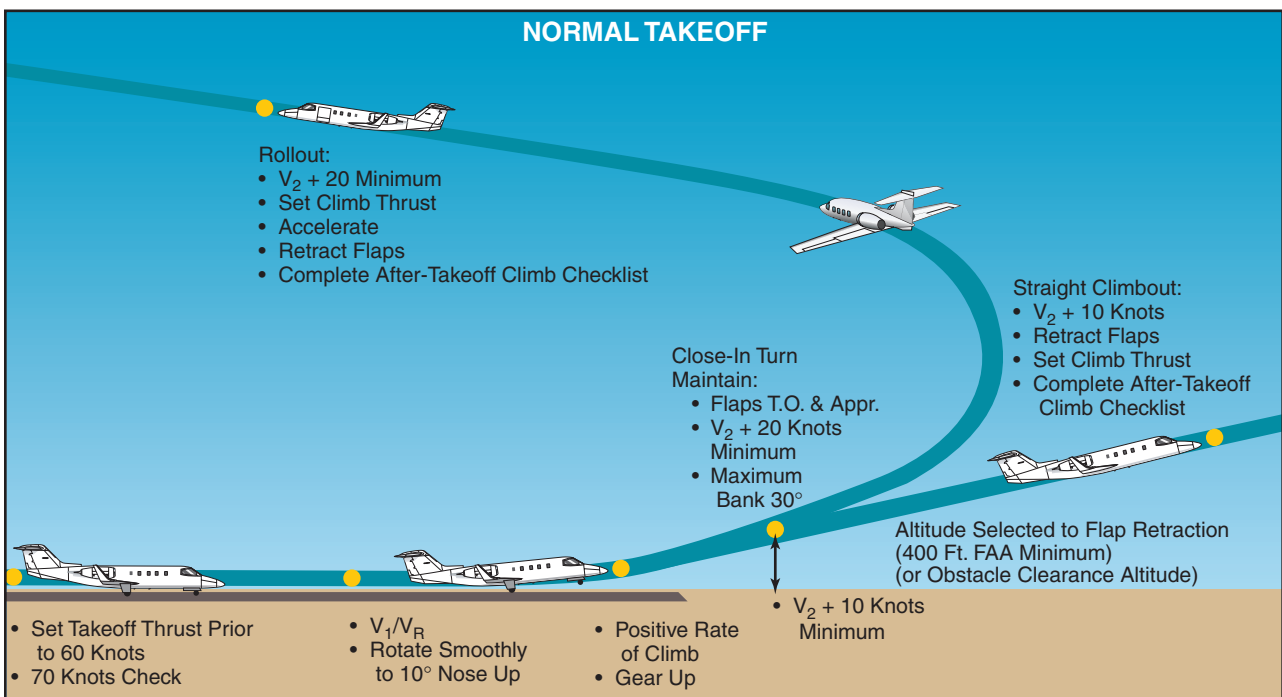 NORMAL TAKEOFF
Rollout:
• V2 + 20 Minimum
• Set Climb Thrust
• Accelerate
• Retract Flaps
• Complete After-Takeoff Climb Checklist
Straight Climbout:
• V2 + 10 Knots
• Retract Flaps
• Set Climb Thrust
• Complete After-Takeoff
Climb Checklist
Close-In Turn
Maintain:
• Flaps T.O. & Appr.
• V2 + 20 Knots
Minimum
• Maximum
Bank 30°
Altitude Selected to Flap Retraction
(400 Ft. FAA Minimum)
(or Obstacle Clearance Altitude)
• Set Takeoff Thrust Prior
to 60 Knots
• 70 Knots Check
• V1/VR
• Rotate Smoothly
to 10° Nose Up
• Positive Rate
of Climb
• Gear Up
• V2 + 10 Knots
Minimum